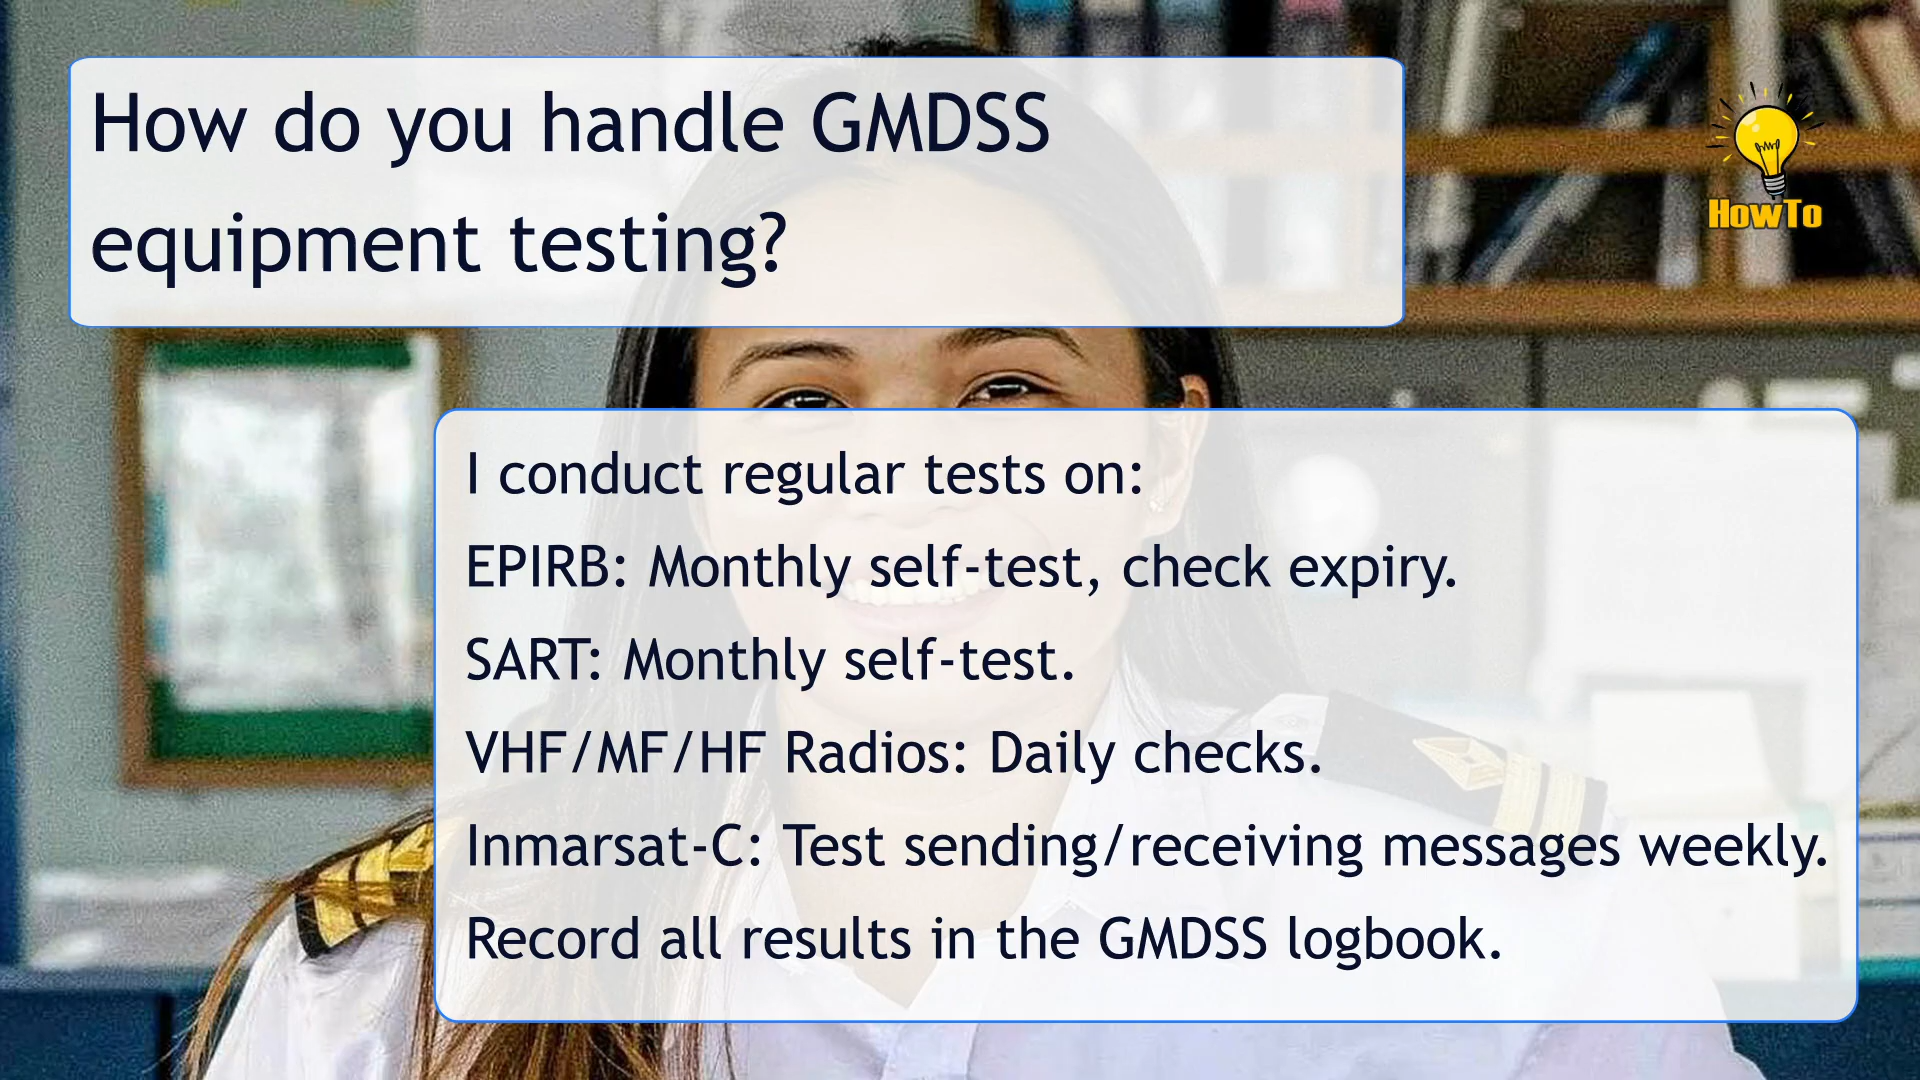 How do you handle GMDSS
equipment testing?
HowTo
I conduct regular tests on:
EPIRB: Monthly self-test, check expiry.
SART: Monthly self-test.
VHF/MF/HF Radios: Daily checks.
Inmarsat-C: Test sending/receiving messages weekly.
Record all results in the GMDSS logbook.